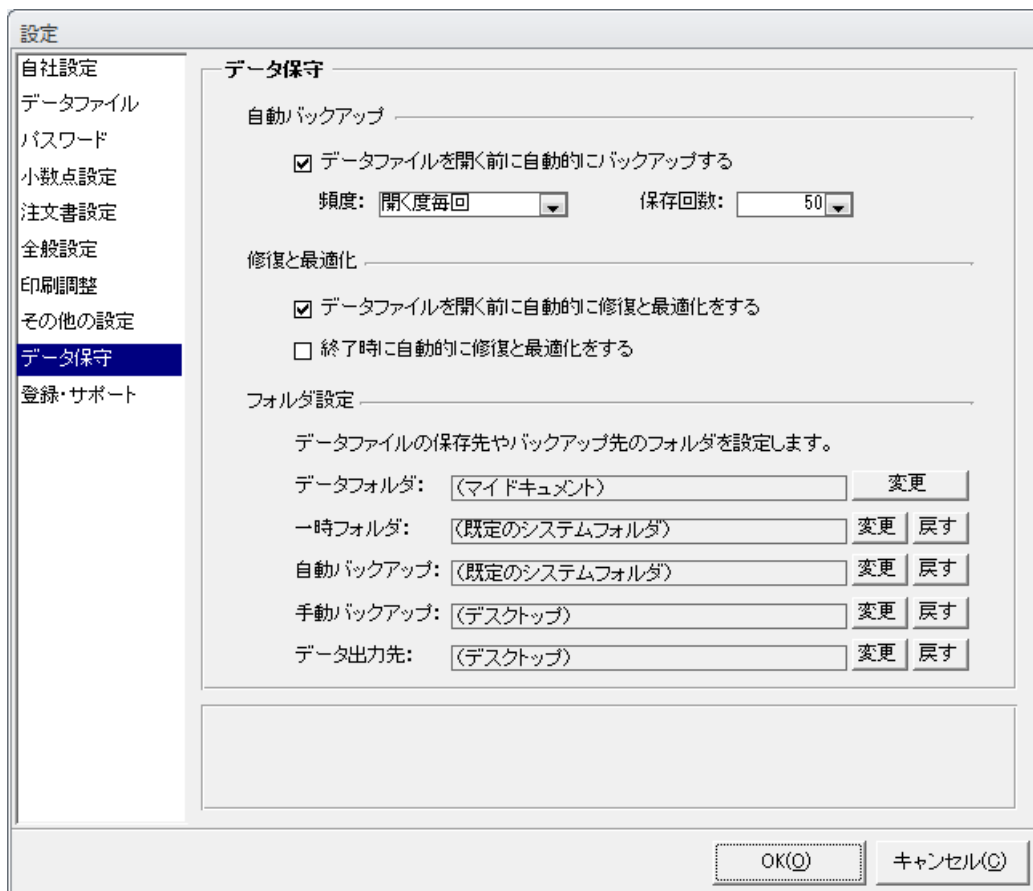 設定
自社設定
データファイル
パスワード
小数点設定
注文書設定
全般設定
印刷調整
その他の設定
データ保守
登録・サポート
データ保守
自動バックアップ
データファイルを開く前に自動的にバックアップする
頻度: 開く度毎回 保存回数: 50
修復と最適化
データファイルを開く前に自動的に修復と最適化をする
終了時に自動的に修復と最適化をする
フォルダ設定
データファイルの保存先やバックアップ先のフォルダを設定します。
データフォルダ: (マイドキュメント) 変更
一時フォルダ: (既定のシステムフォルダ) 変更 戻す
自動バックアップ: (既定のシステムフォルダ) 変更 戻す
手動バックアップ: (デスクトップ) 変更 戻す
データ出力先: (デスクトップ) 変更 戻す
OK(O) キャンセル(C)